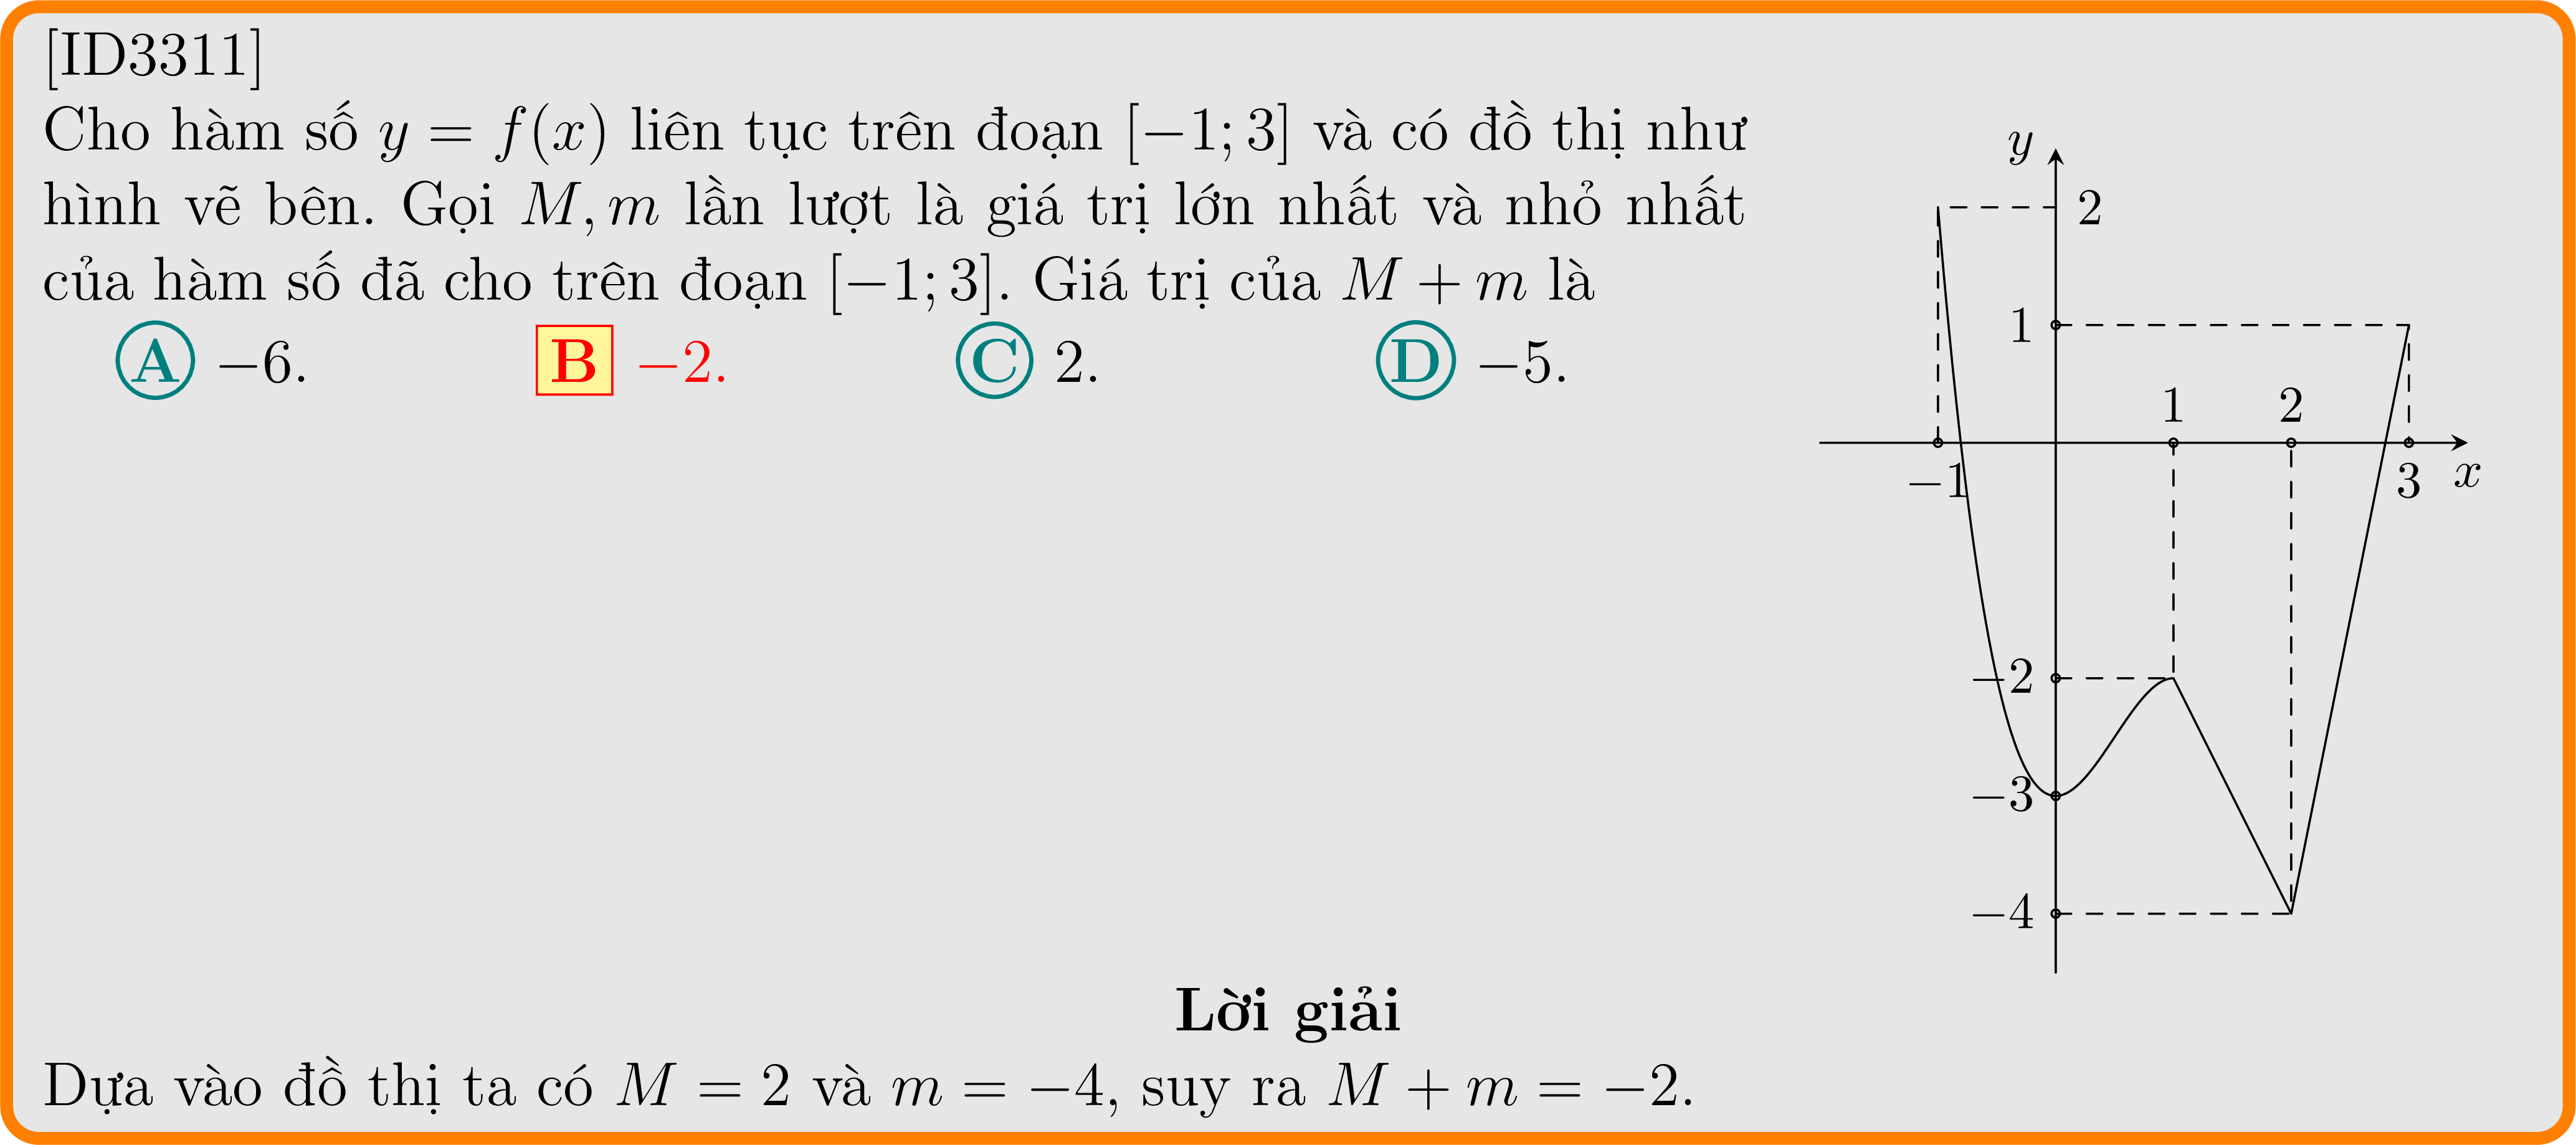 [ID3311]
Cho hàm số y = f(x) liên tục trên đoạn [−1; 3] và có đồ thị như
hình vẽ bên. Gọi M, m lần lượt là giá trị lớn nhất và nhỏ nhất
của hàm số đã cho trên đoạn [−1; 3]. Giá trị của M + m là
A −6. B −2. C 2. D −5.
y
2
1
1 2
−1 3 x
−2
−3
−4
Lời giải
Dựa vào đồ thị ta có M = 2 và m = −4, suy ra M + m = −2.